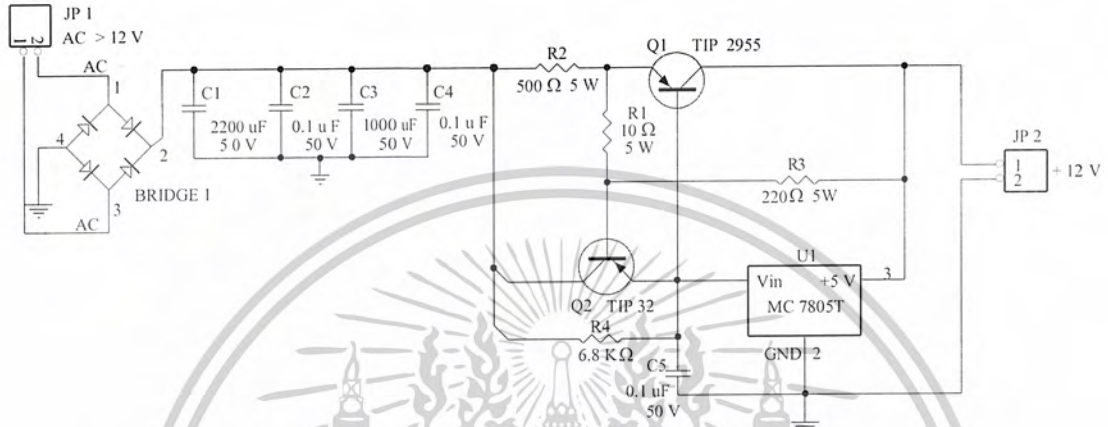 JP 1
1 2
AC > 12 V
AC
1
4
2
3
AC
BRIDGE 1
C1
2200 uF
5 0 V
C2
0.1 u F
50 V
C3
1000 uF
50 V
C4
0.1 u F
50 V
R2
500 Ω 5 W
Q1
TIP 2955
R1
10 Ω
5 W
R3
220Ω 5W
JP 2
1
2
+ 12 V
Q2
TIP 32
R4
6.8 KΩ
C5
0.1 uF
50 V
U1
Vin
+5 V
3
MC 7805T
GND 2